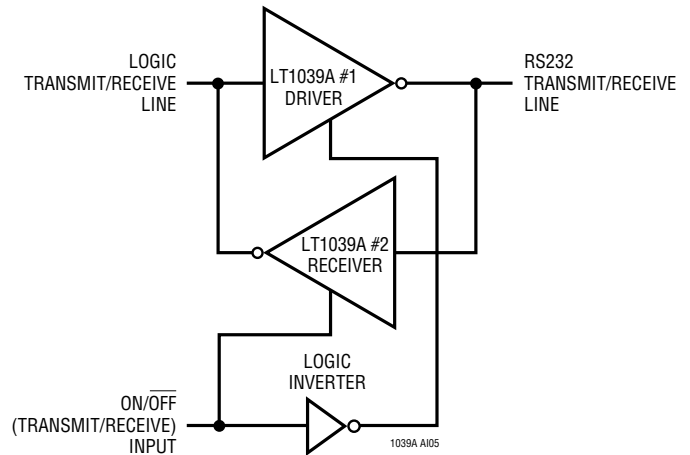 LOGIC
TRANSMIT/RECEIVE
LINE
LT1039A #1
DRIVER
RS232
TRANSMIT/RECEIVE
LINE
LT1039A #2
RECEIVER
LOGIC
INVERTER
ON/OFF
(TRANSMIT/RECEIVE)
INPUT
1039A AI05